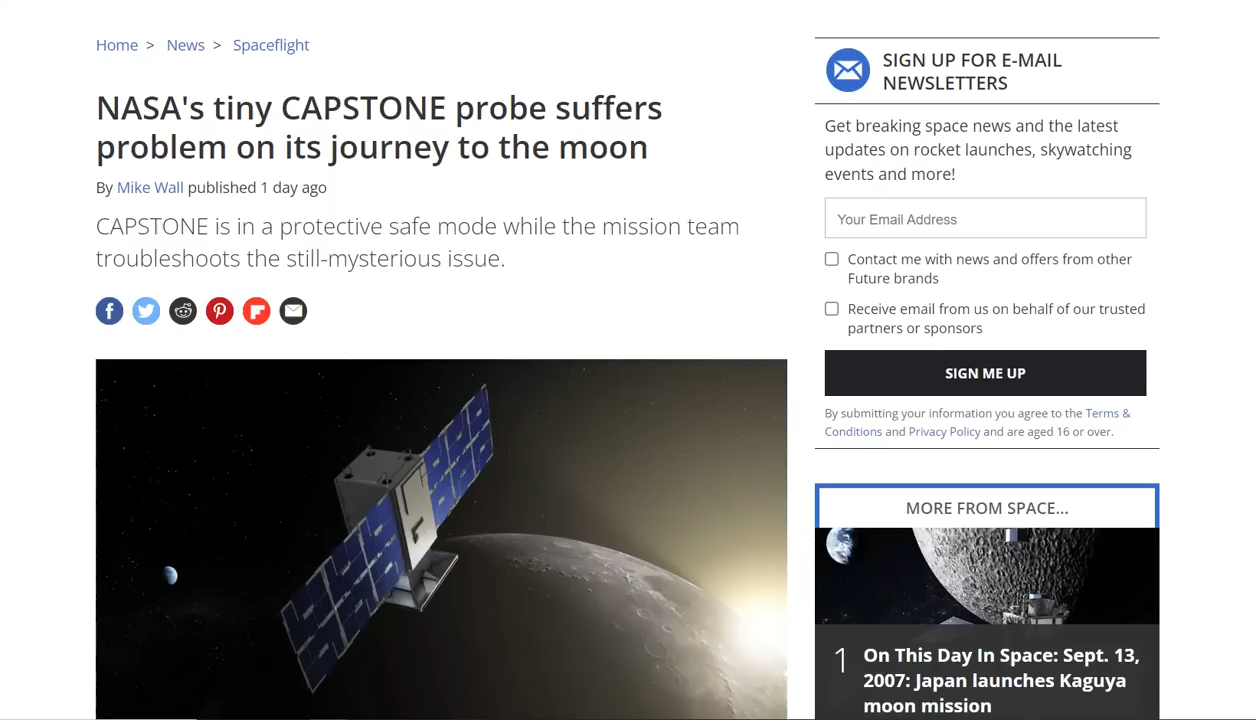 Home > News > Spaceflight
NASA's tiny CAPSTONE probe suffers
problem on its journey to the moon
By Mike Wall published 1 day ago
CAPSTONE is in a protective safe mode while the mission team
troubleshoots the still-mysterious issue.
SIGN UP FOR E-MAIL
NEWSLETTERS
Get breaking space news and the latest
updates on rocket launches, skywatching
events and more!
Your Email Address
Contact me with news and offers from other
Future brands
Receive email from us on behalf of our trusted
partners or sponsors
SIGN ME UP
By submitting your information you agree to the Terms &
Conditions and Privacy Policy and are aged 16 or over.
MORE FROM SPACE...
1 On This Day In Space: Sept. 13,
2007: Japan launches Kaguya
moon mission